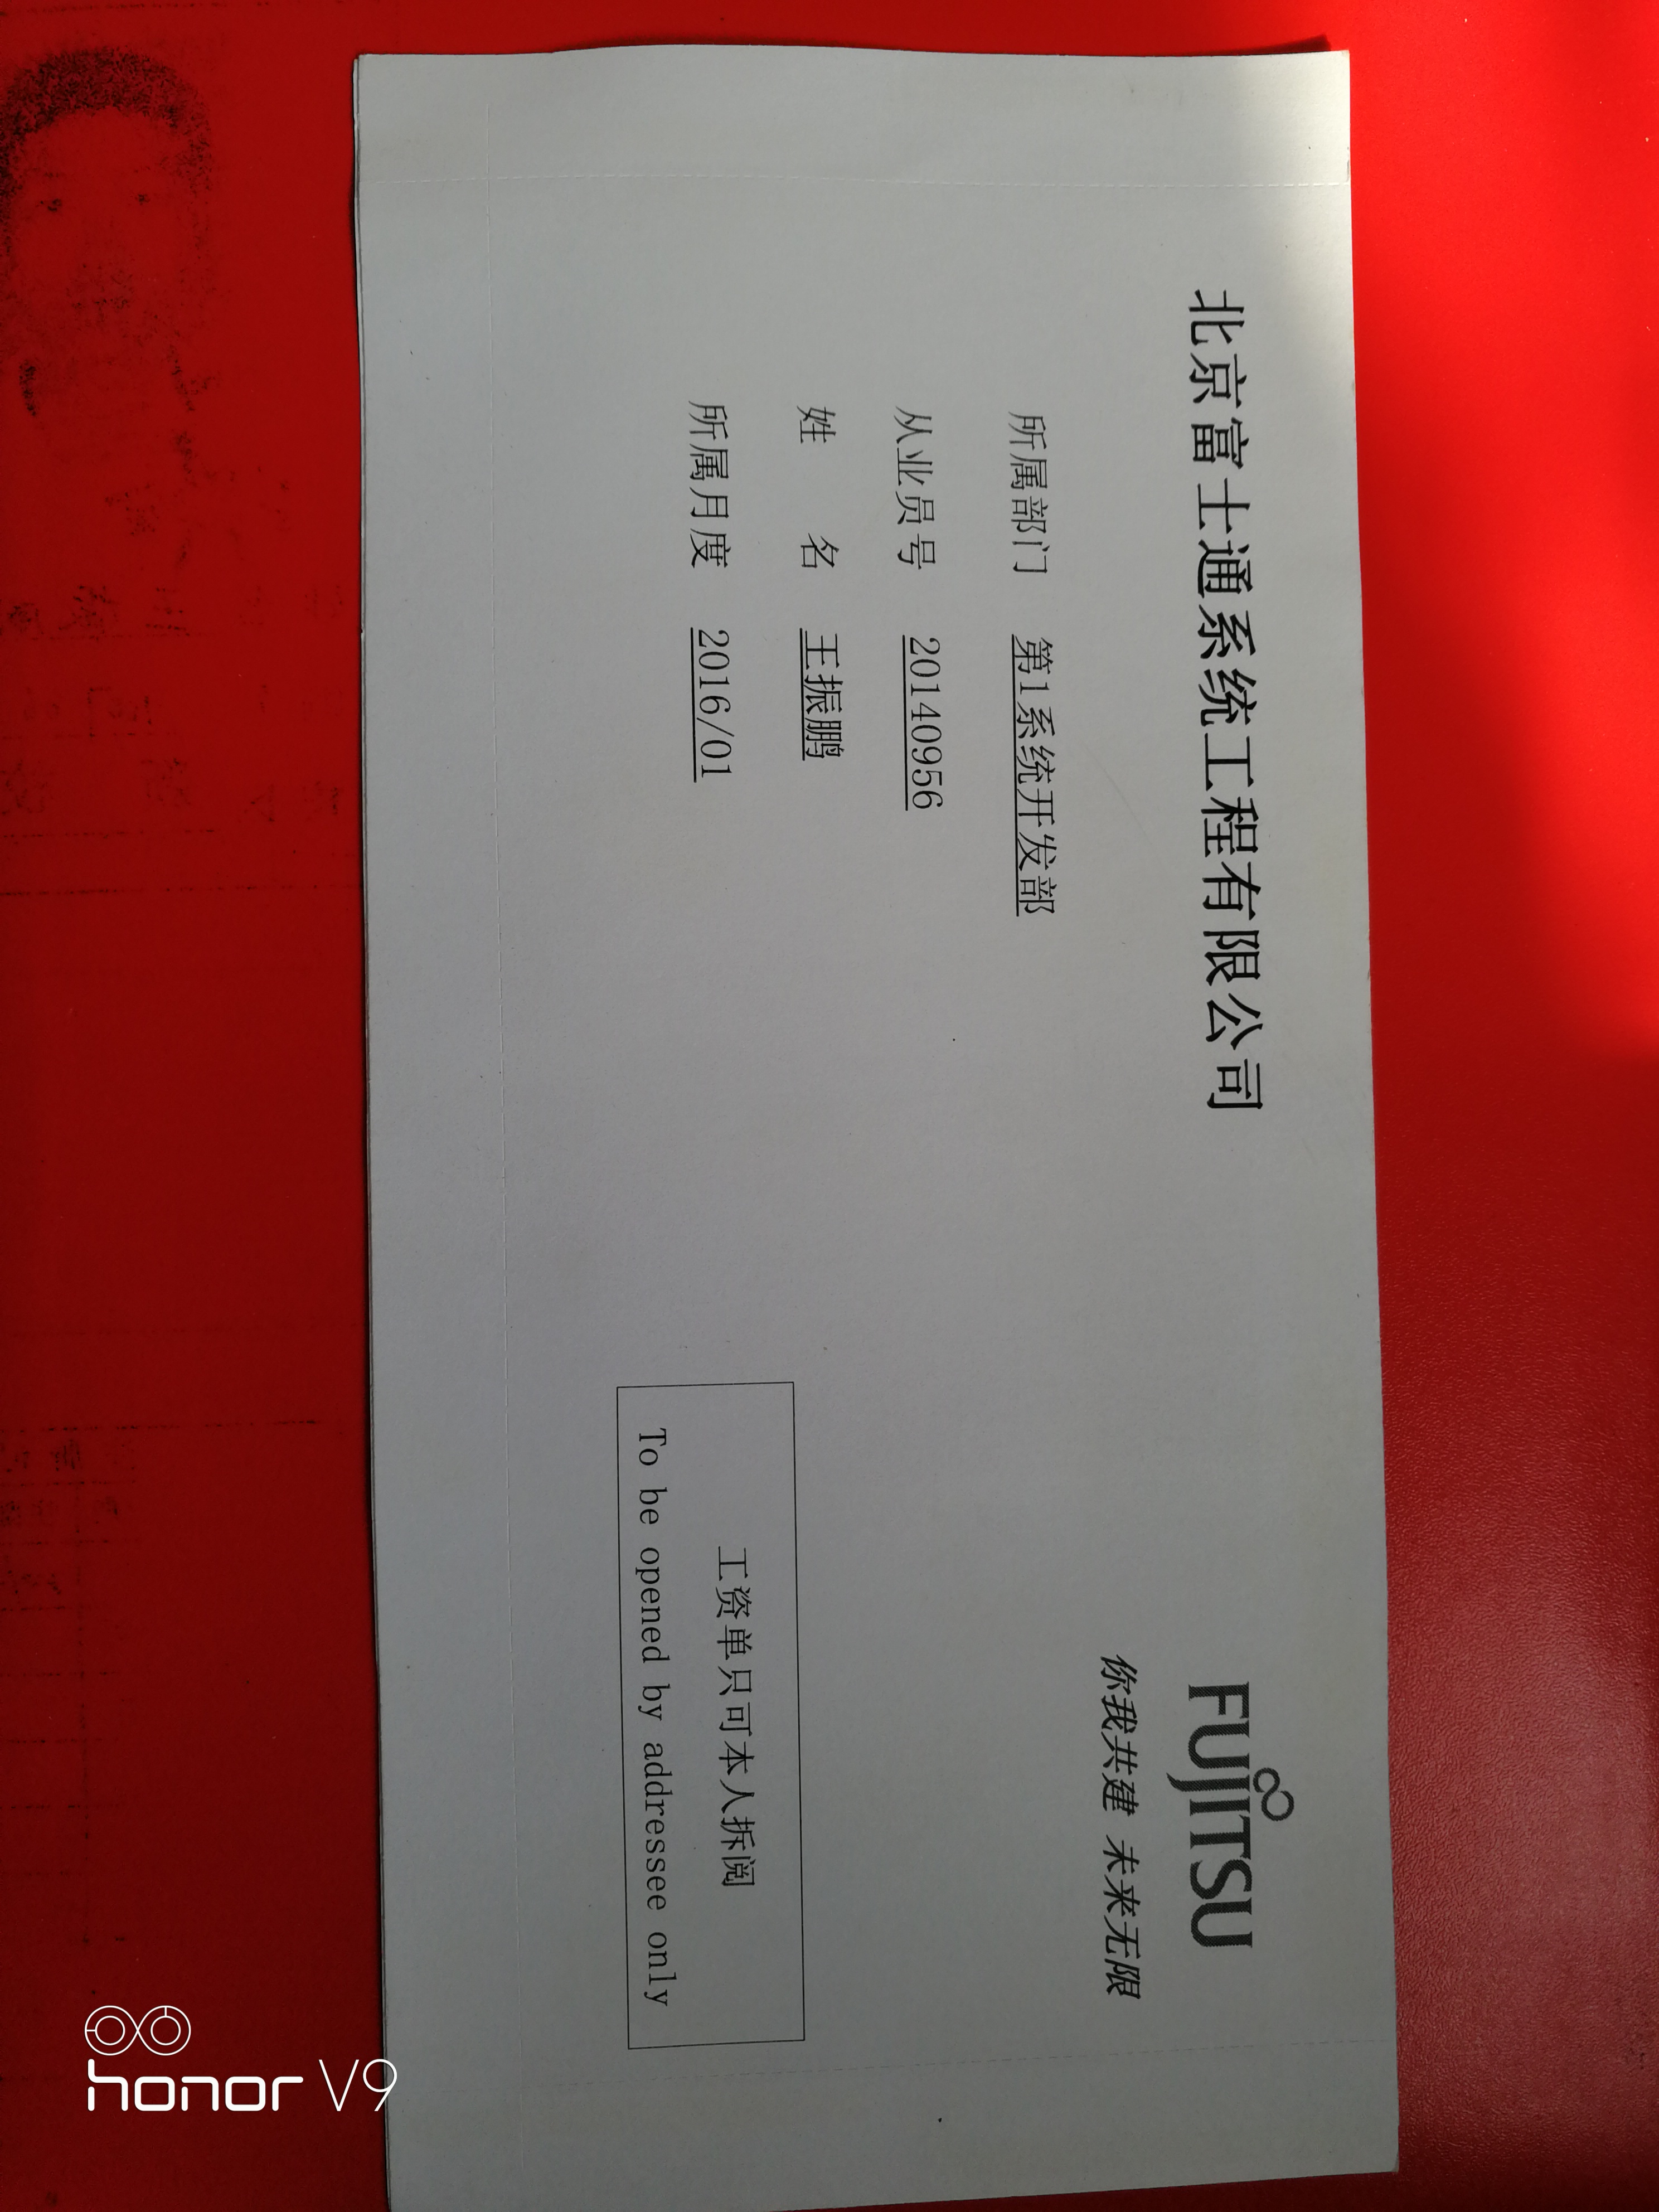 北京富士通系统工程有限公司
FUJITSU
你我共建 未来无限
所属部门 第1系统开发部
从业员号 20140956
姓 名 王振鹏
所属月度 2016/01
工资单只可本人拆阅
To be opened by addressee only
honor V9